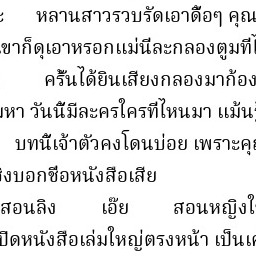 ะ หลานสาวรวบรัดเอาดื้อๆ คุณ
ขาก็ดุเอาหรอกแม่นีละกลองตูมที่
ครั้นได้ยินเสียงกลองมาก้อง
มหา วันนี้มีละครใครที่ไหนมา แม้น
บทนี้เจ้าตัวคงโดนบ่อย เพราะคุ
ิงบอกชื่อหนังสือเสีย
สอนลิง เอ๊ย สอนหญิงใ
ปิดหนังสือเล่มใหญ่ตรงหน้า เป็นเ